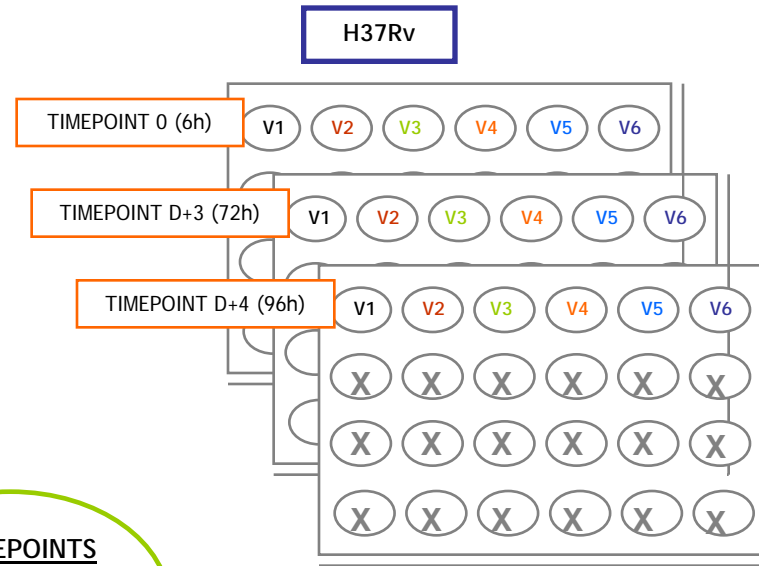 H37Rv
TIMEPOINT 0 (6h) V1 V2 V3 V4 V5 V6
TIMEPOINT D+3 (72h) V1 V2 V3 V4 V5 V6
TIMEPOINT D+4 (96h) V1 V2 V3 V4 V5 V6
X X X X X X
X X X X X X
X X X X X X
EPOINTS